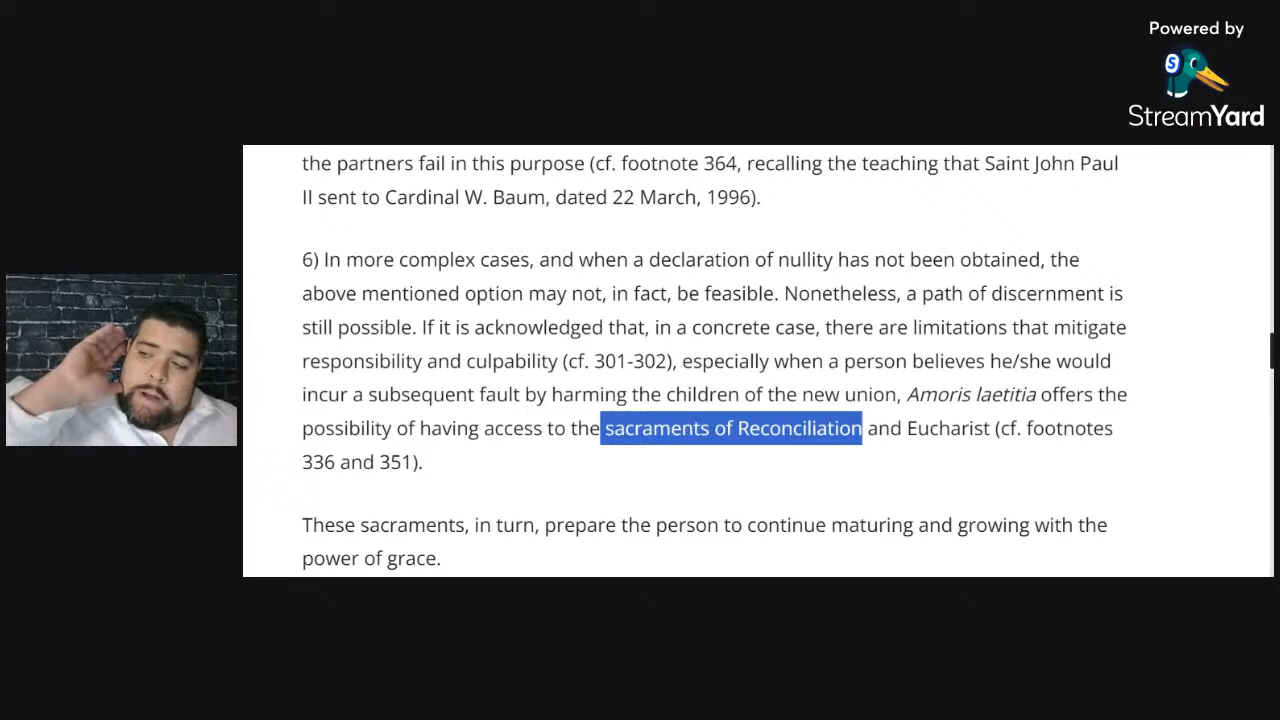 Powered by
StreamYard
the partners fail in this purpose (cf. footnote 364, recalling the teaching that Saint John Paul
II sent to Cardinal W. Baum, dated 22 March, 1996).
6) In more complex cases, and when a declaration of nullity has not been obtained, the
above mentioned option may not, in fact, be feasible. Nonetheless, a path of discernment is
still possible. If it is acknowledged that, in a concrete case, there are limitations that mitigate
responsibility and culpability (cf. 301-302), especially when a person believes he/she would
incur a subsequent fault by harming the children of the new union, Amoris laetitia offers the
possibility of having access to the sacraments of Reconciliation and Eucharist (cf. footnotes
336 and 351).
These sacraments, in turn, prepare the person to continue maturing and growing with the
power of grace.